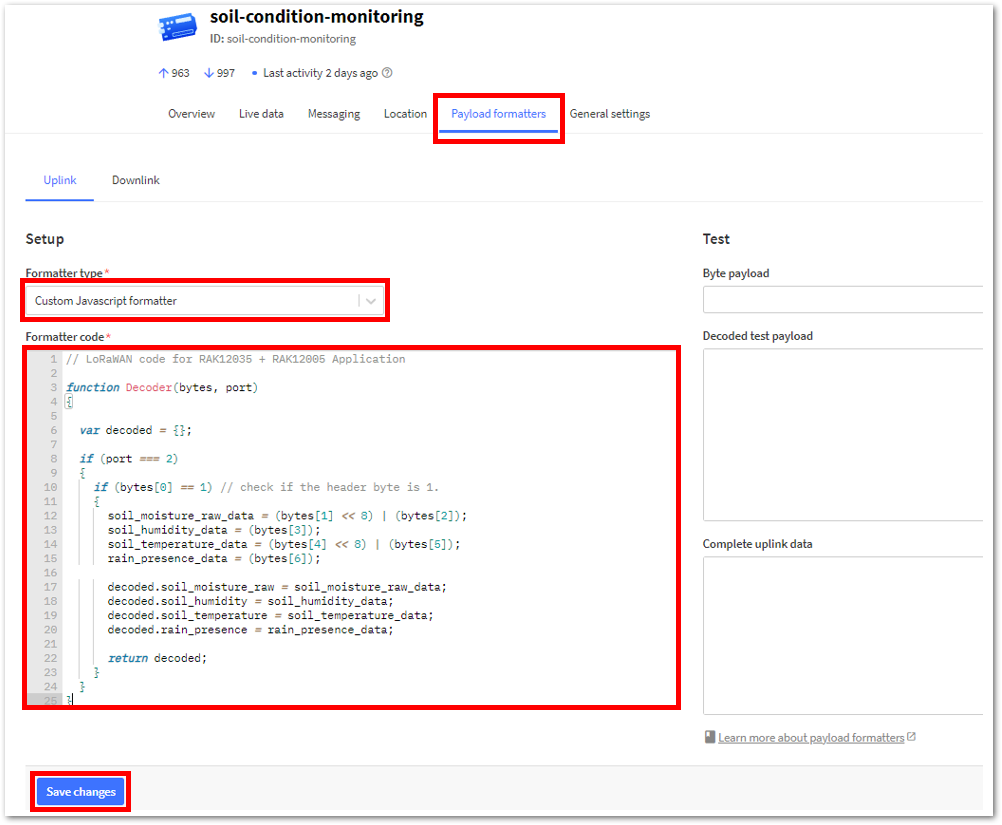 soil-condition-monitoring
ID: soil-condition-monitoring
963 997 • Last activity 2 days ago
Overview Live data Messaging Location Payload formatters General settings
Uplink Downlink
Setup
Formatter type*
Custom Javascript formatter
Formatter code*
1 // LoRaWAN code for RAK12035 + RAK12005 Application
2
3 function Decoder(bytes, port)
4 {
5
6 var decoded = {};
7
8 if (port === 2)
9 {
10 if (bytes[0] == 1) // check if the header byte is 1.
11 {
12 soil_moisture_raw_data = (bytes[1] << 8) | (bytes[2]);
13 soil_humidity_data = (bytes[3]);
14 soil_temperature_data = (bytes[4] << 8) | (bytes[5]);
15 rain_presence_data = (bytes[6]);
16
17 decoded.soil_moisture_raw = soil_moisture_raw_data;
18 decoded.soil_humidity = soil_humidity_data;
19 decoded.soil_temperature = soil_temperature_data;
20 decoded.rain_presence = rain_presence_data;
21
22 return decoded;
23 }
24 }
25 }
Test
Byte payload
Decoded test payload
Complete uplink data
Learn more about payload formatters
Save changes